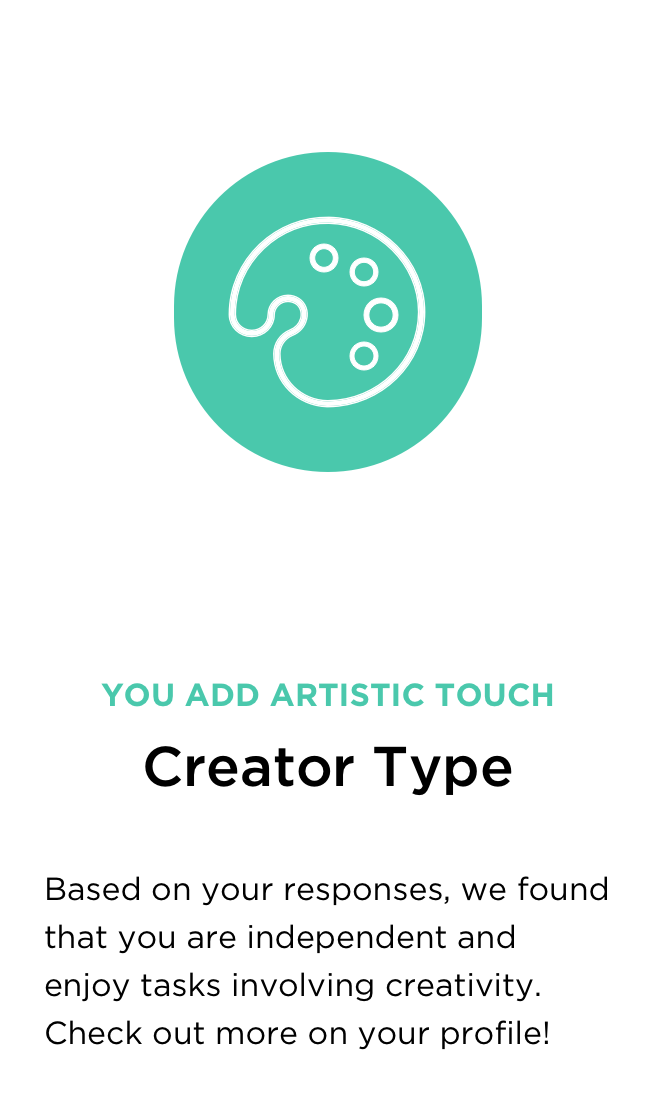 YOU ADD ARTISTIC TOUCH
Creator Type
Based on your responses, we found
that you are independent and
enjoy tasks involving creativity.
Check out more on your profile!